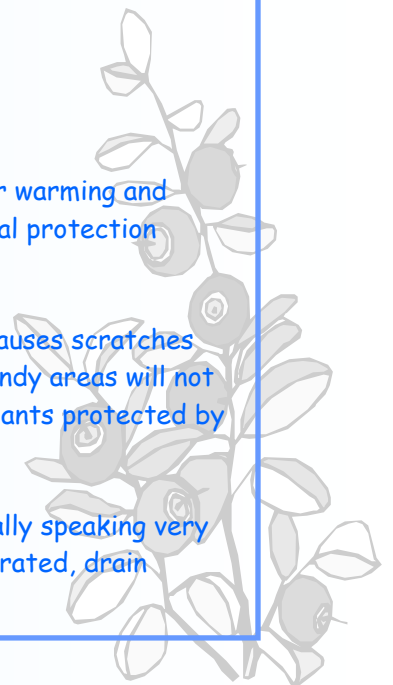 r warming and
al protection
auses scratches
ndy areas will not
ants protected by
ally speaking very
rated, drain